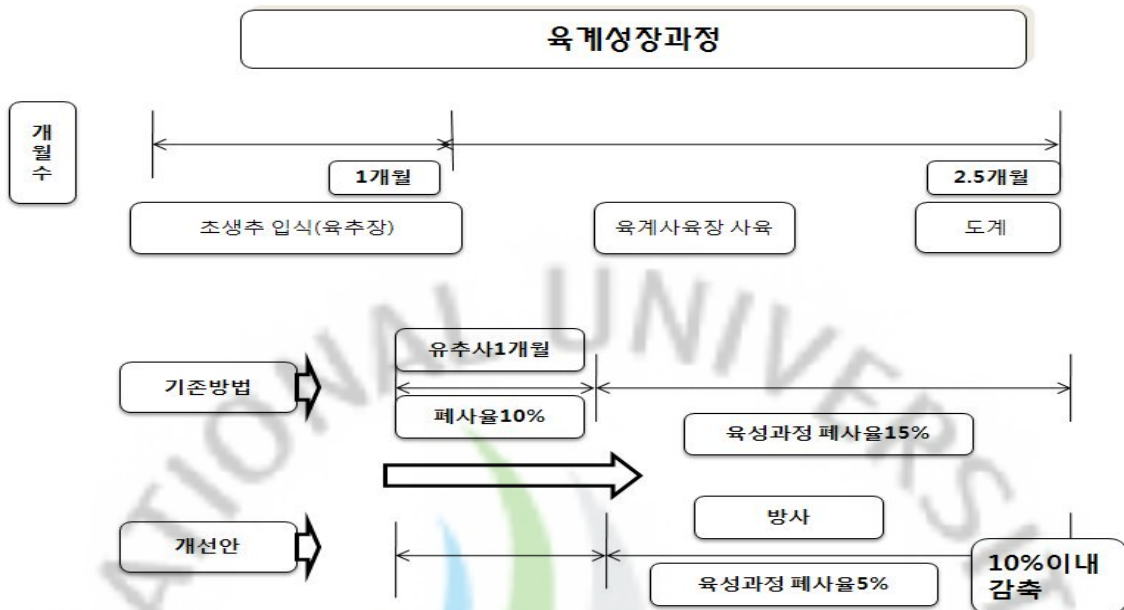 육계성장과정
개
월
수
1개월
2.5개월
초생추 입식(육추장)
육계사육장 사육
도계
유추사1개월
기존방법
폐사율10%
육성과정 폐사율15%
방사
개선안
육성과정 폐사율5%
10%이내
감축
ATIONAL UNIVERSIT